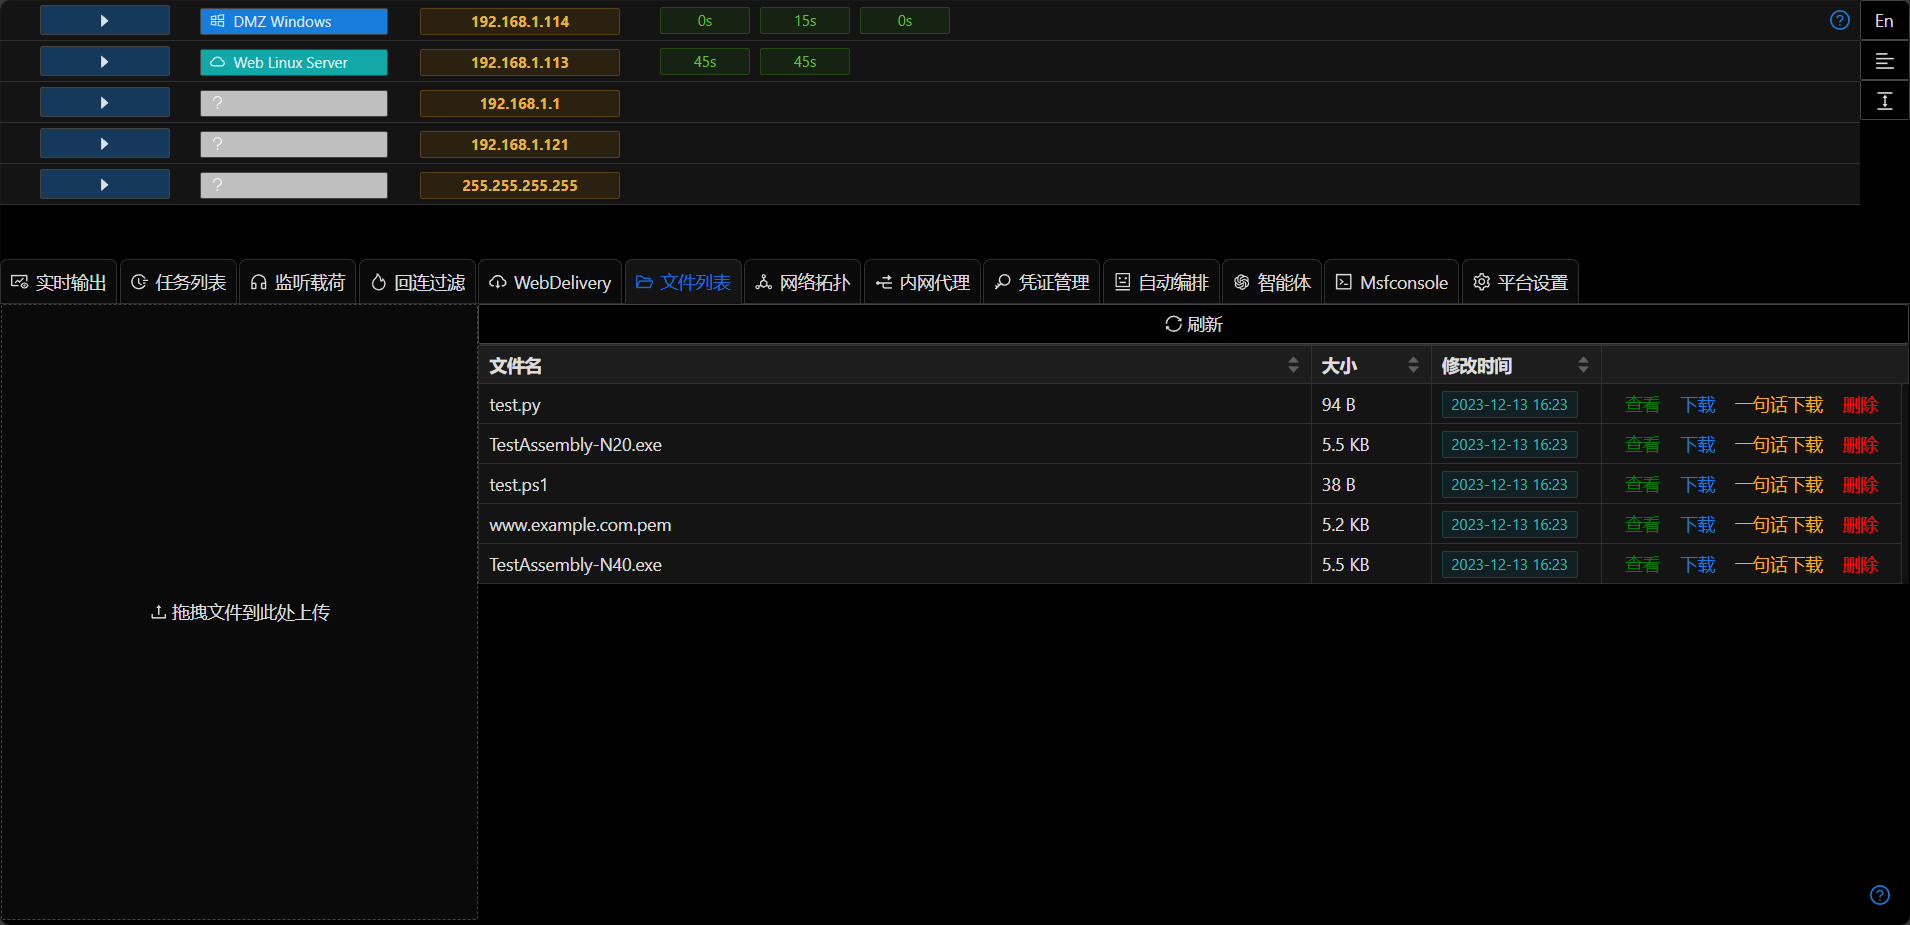 DMZ Windows 192.168.1.114 0s 15s 0s En
Web Linux Server 192.168.1.113 45s 45s
? 192.168.1.1
? 192.168.1.121
? 255.255.255.255
实时输出 任务列表 监听载荷 回连过滤 WebDelivery 文件列表 网络拓扑 内网代理 凭证管理 自动编排 智能体 Msfconsole 平台设置
刷新
文件名 大小 修改时间
test.py 94 B 2023-12-13 16:23 查看 下载 一句话下载 删除
TestAssembly-N20.exe 5.5 KB 2023-12-13 16:23 查看 下载 一句话下载 删除
test.ps1 38 B 2023-12-13 16:23 查看 下载 一句话下载 删除
www.example.com.pem 5.2 KB 2023-12-13 16:23 查看 下载 一句话下载 删除
TestAssembly-N40.exe 5.5 KB 2023-12-13 16:23 查看 下载 一句话下载 删除
拖拽文件到此处上传